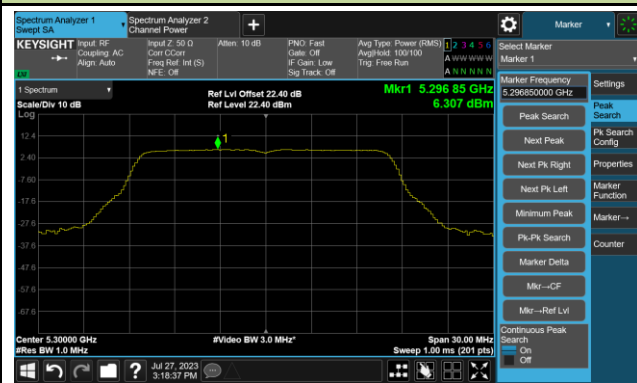 Spectrum Analyzer 1
Swept SA
Spectrum Analyzer 2
Channel Power
+
Marker
KEYSIGHT
Input: RF
Coupling: AC
Align: Auto
Input Z: 50 Ω
Corr CCorr
Freq Ref: Int (S)
NFE: Off
Atten: 10 dB
PNO: Fast
Gate: Off
IF Gain: Low
Sig Track: Off
Avg Type: Power (RMS)
Avg|Hold: 100/100
Trig: Free Run
1 2 3 4 5 6
A W W W W W
A N N N N N
Select Marker
Marker 1
1 Spectrum
Scale/Div 10 dB
Log
Ref Lvl Offset 22.40 dB
Ref Level 22.40 dBm
Mkr1 5.296 85 GHz
6.307 dBm
1
12.4
2.40
-7.60
-17.6
-27.6
-37.6
-47.6
-57.6
-67.6
Center 5.30000 GHz
#Res BW 1.0 MHz
#Video BW 3.0 MHz*
Span 30.00 MHz
Sweep 1.00 ms (201 pts)
Marker Frequency
5.296850000 GHz
Peak Search
Next Peak
Next Pk Right
Next Pk Left
Minimum Peak
Pk-Pk Search
Marker Delta
Mkr→CF
Mkr→Ref Lvl
Continuous Peak
Search
On
Off
Settings
Peak
Search
Pk Search
Config
Properties
Marker
Function
Marker→
Counter
?
Jul 27, 2023
3:18:37 PM